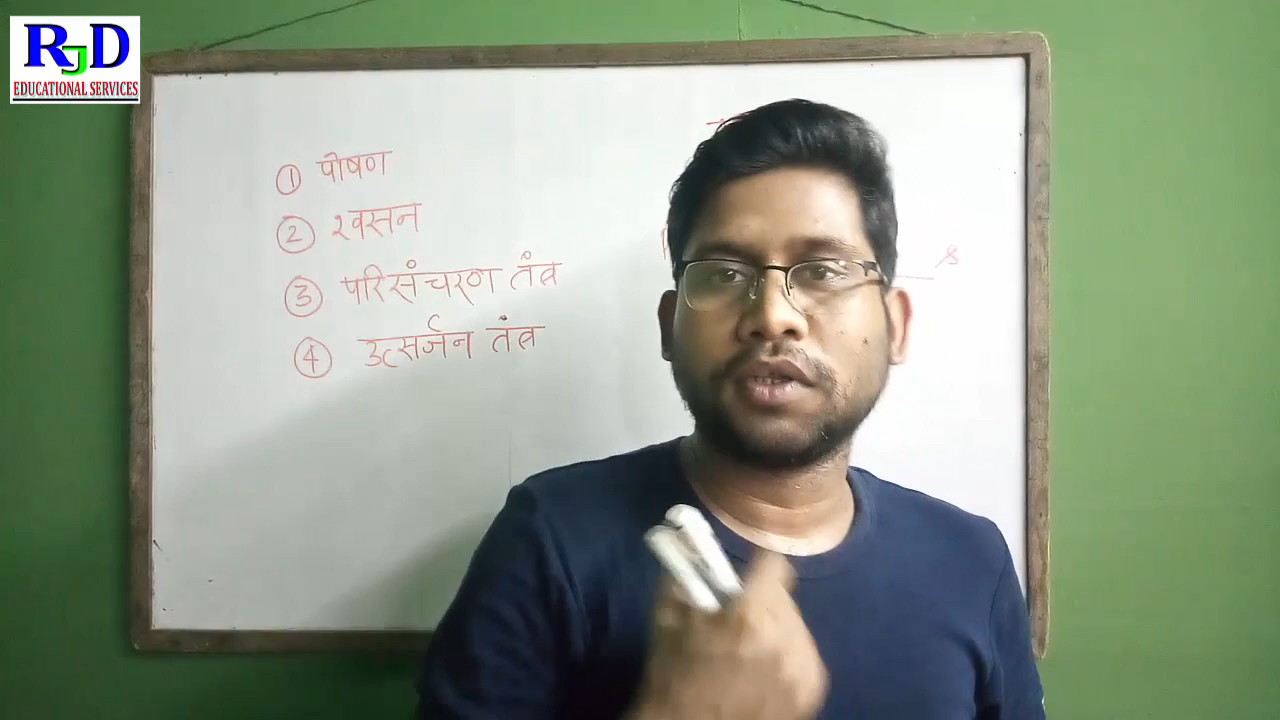 RJD
EDUCATIONAL SERVICES
① पोषण
② श्वसन
③ परिसंचरण तंत्र
④ उत्सर्जन तंत्र